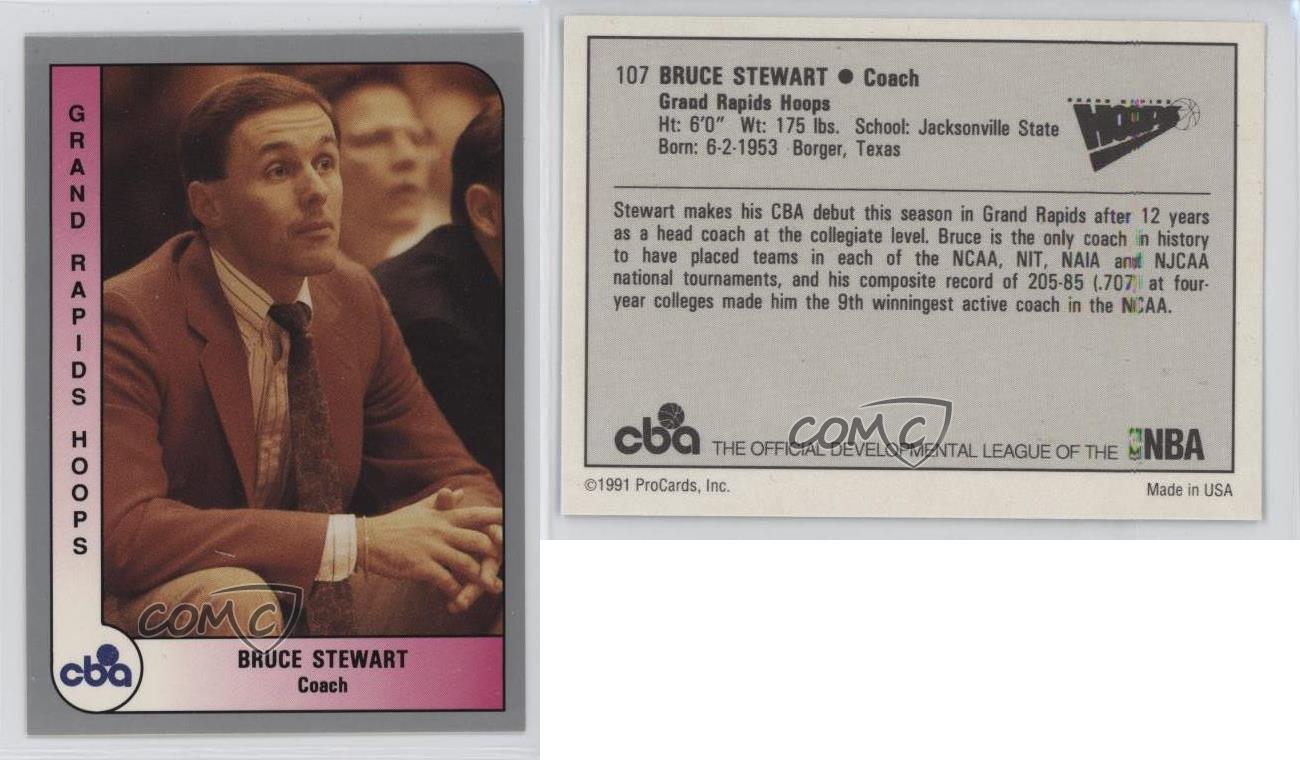 GRAND RAPIDS HOOPS
COMC
cba
BRUCE STEWART
Coach
107 BRUCE STEWART ● Coach
Grand Rapids Hoops
Ht: 6'0" Wt: 175 lbs. School: Jacksonville State
Born: 6-2-1953 Borger, Texas
GRAND RAPIDS
HOOPS
Stewart makes his CBA debut this season in Grand Rapids after 12 years
as a head coach at the collegiate level. Bruce is the only coach in history
to have placed teams in each of the NCAA, NIT, NAIA and NJCAA
national tournaments, and his composite record of 205-85 (.707) at four-
year colleges made him the 9th winningest active coach in the NCAA.
COMC
cba THE OFFICIAL DEVELOPMENTAL LEAGUE OF THE NBA
©1991 ProCards, Inc.
Made in USA